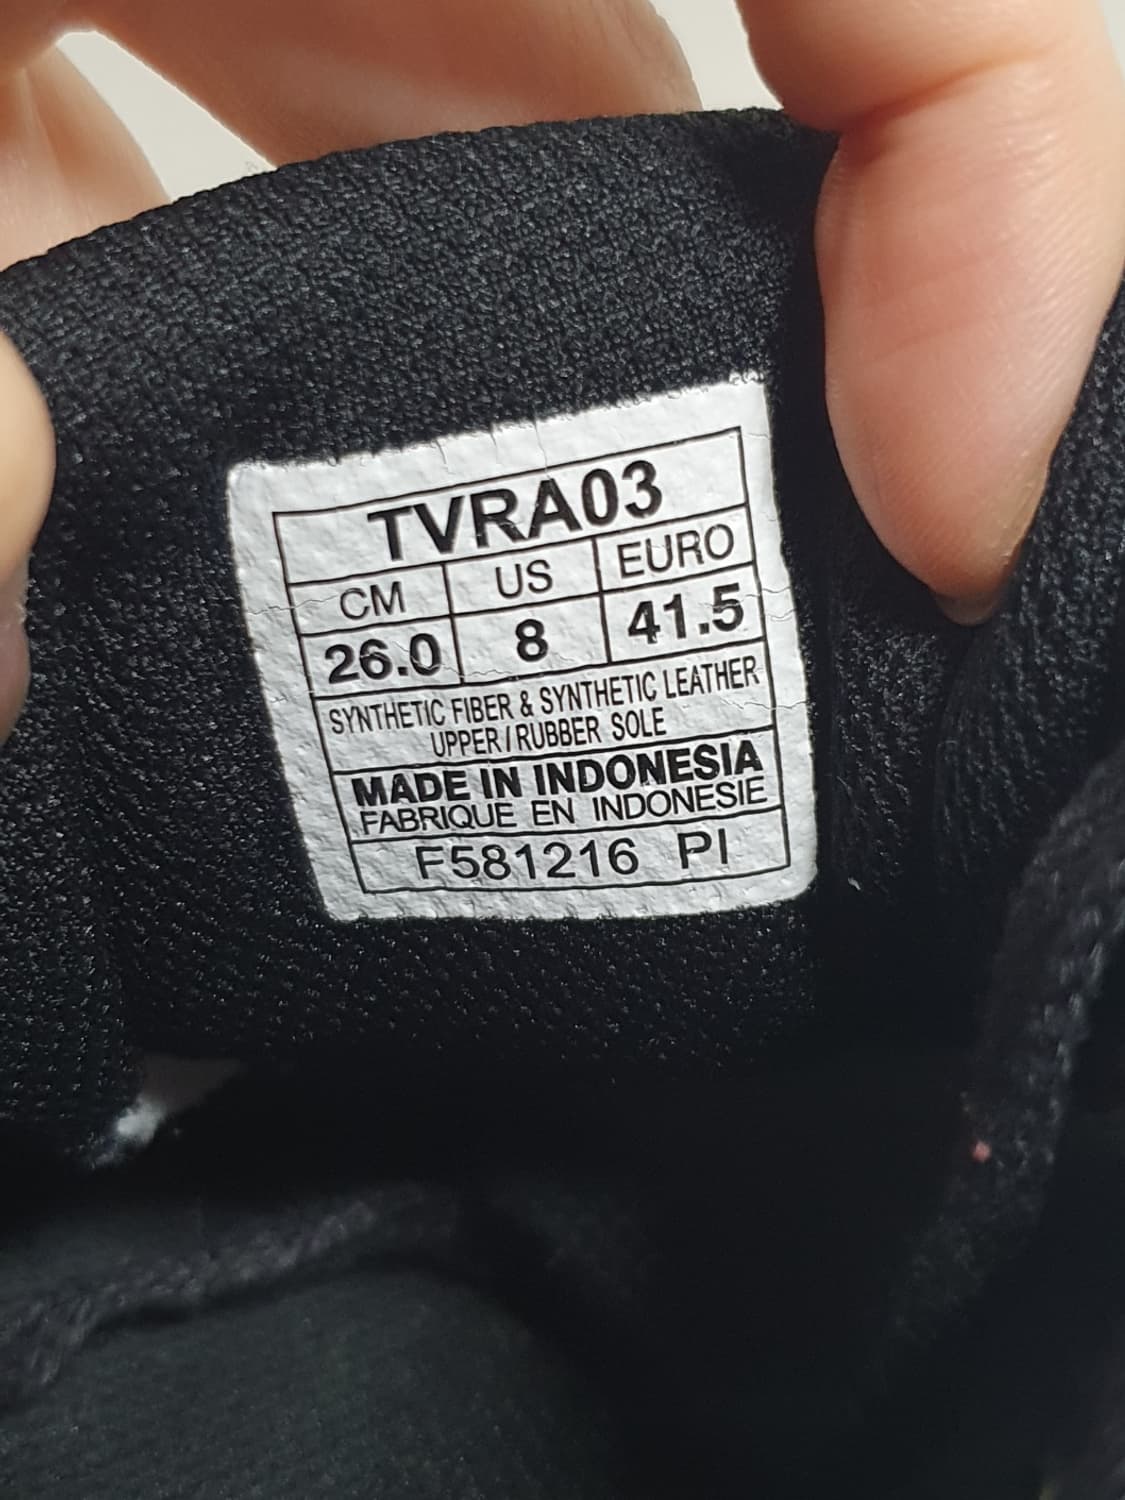 TVRA03
CM US EURO
26.0 8 41.5
SYNTHETIC FIBER & SYNTHETIC LEATHER
UPPER/RUBBER SOLE
MADE IN INDONESIA
FABRIQUE EN INDONESIE
F581216 PI